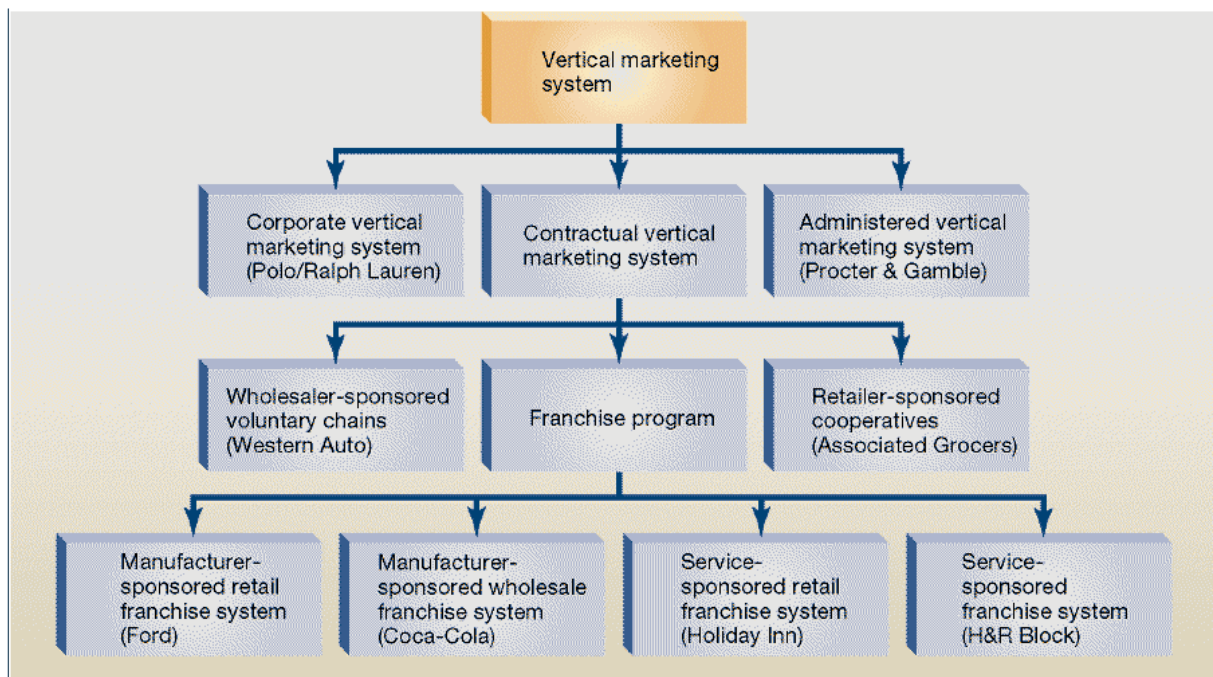 Vertical marketing
system
Corporate vertical
marketing system
(Polo/Ralph Lauren)
Contractual vertical
marketing system
Administered vertical
marketing system
(Procter & Gamble)
Wholesaler-sponsored
voluntary chains
(Western Auto)
Franchise program
Retailer-sponsored
cooperatives
(Associated Grocers)
Manufacturer-
sponsored retail
franchise system
(Ford)
Manufacturer-
sponsored wholesale
franchise system
(Coca-Cola)
Service-
sponsored retail
franchise system
(Holiday Inn)
Service-
sponsored
franchise system
(H&R Block)